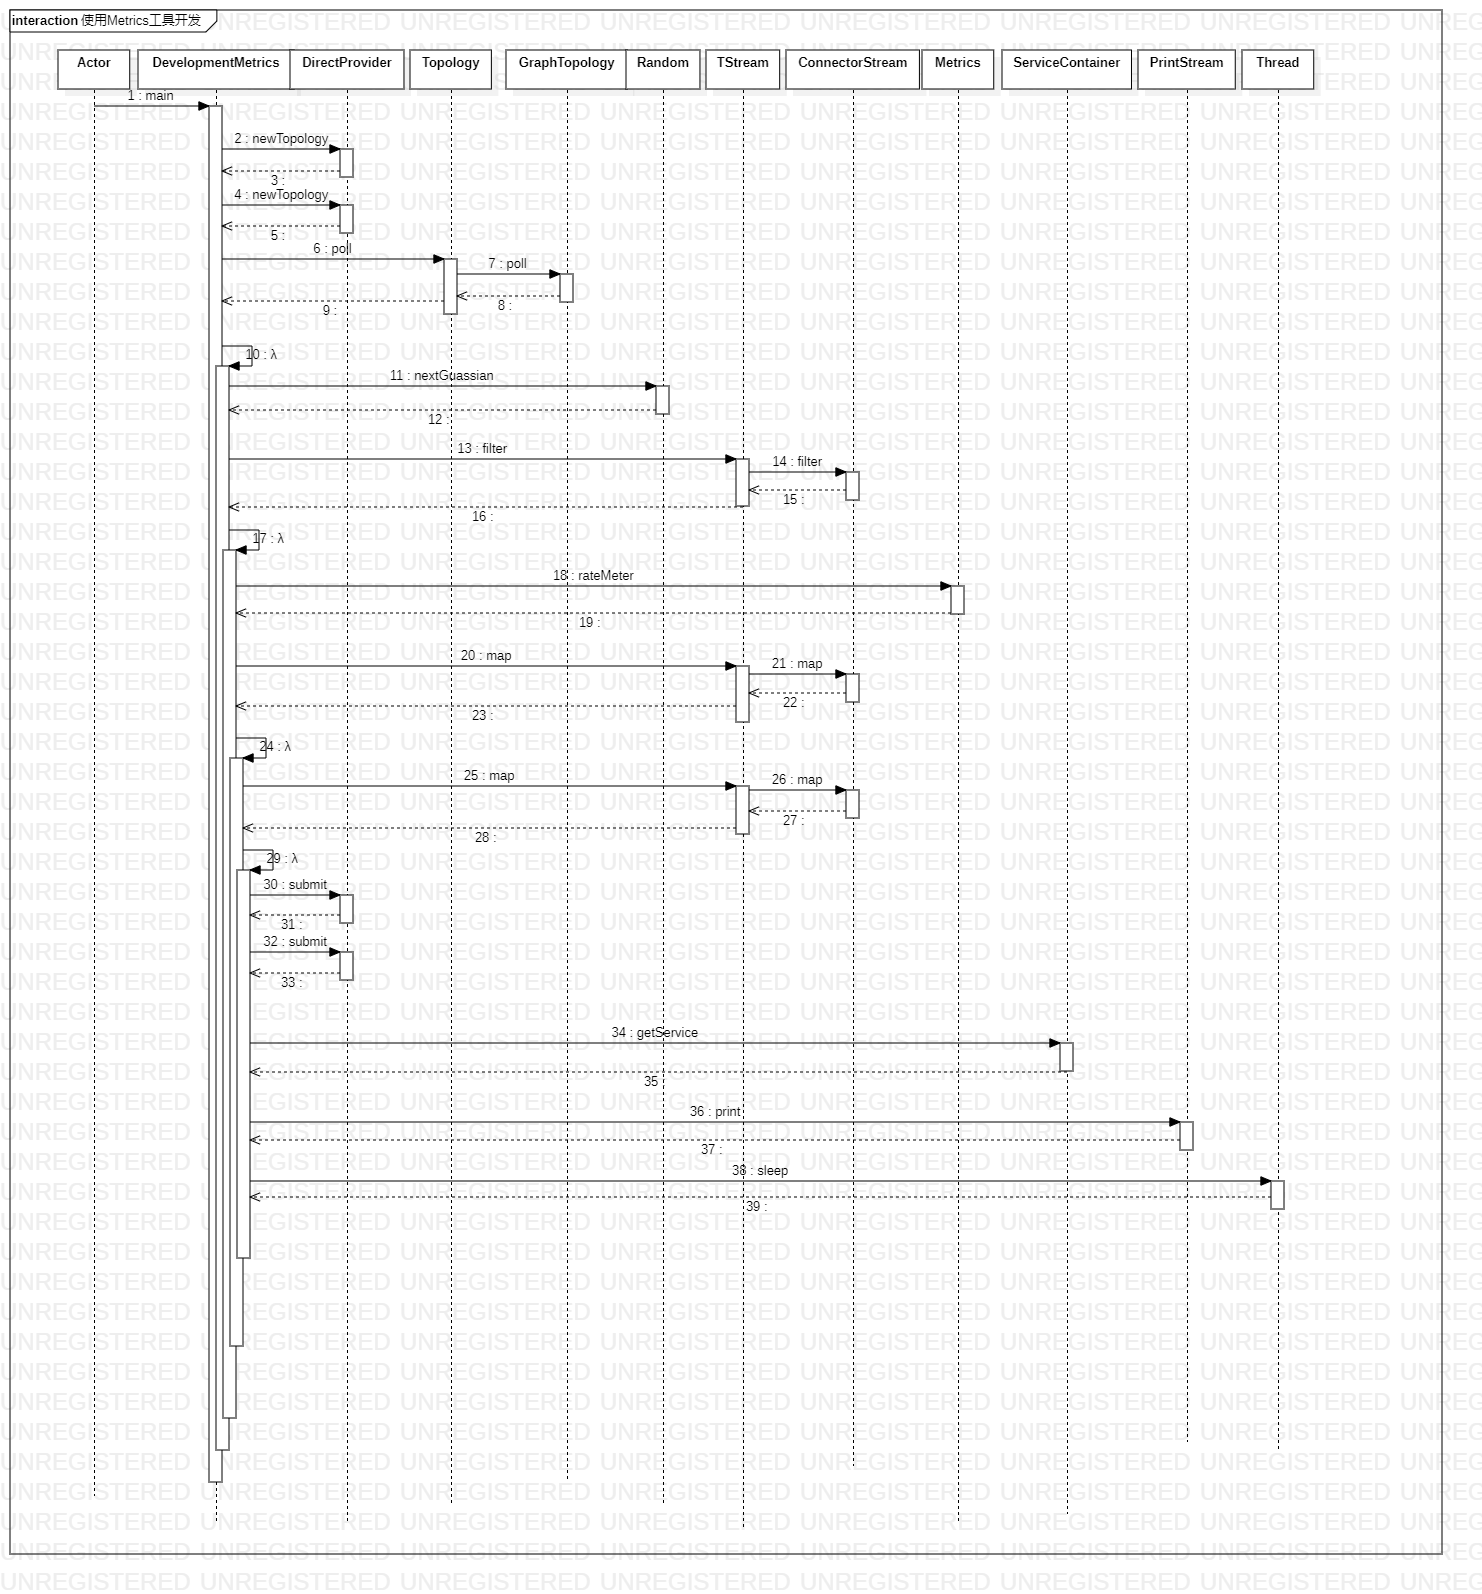 interaction 使用Metrics工具开发
Actor
DevelopmentMetrics
DirectProvider
Topology
GraphTopology
Random
TStream
ConnectorStream
Metrics
ServiceContainer
PrintStream
Thread
1 : main
2 : newTopology
3 :
4 : newTopology
5 :
6 : poll
7 : poll
8 :
9 :
10 : λ
11 : nextGuassian
12 :
13 : filter
14 : filter
15 :
16 :
17 : λ
18 : rateMeter
19 :
20 : map
21 : map
22 :
23 :
24 : λ
25 : map
26 : map
27 :
28 :
29 : λ
30 : submit
31 :
32 : submit
33 :
34 : getService
35 :
36 : print
37 :
38 : sleep
39 :
UNREGISTERED